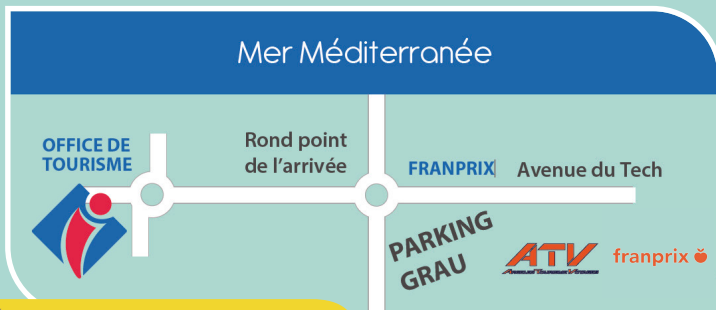 Mer Méditerranée
OFFICE DE
TOURISME
Rond point
de l'arrivée
FRANPRIX
Avenue du Tech
PARKING
GRAU
ATV
franprix